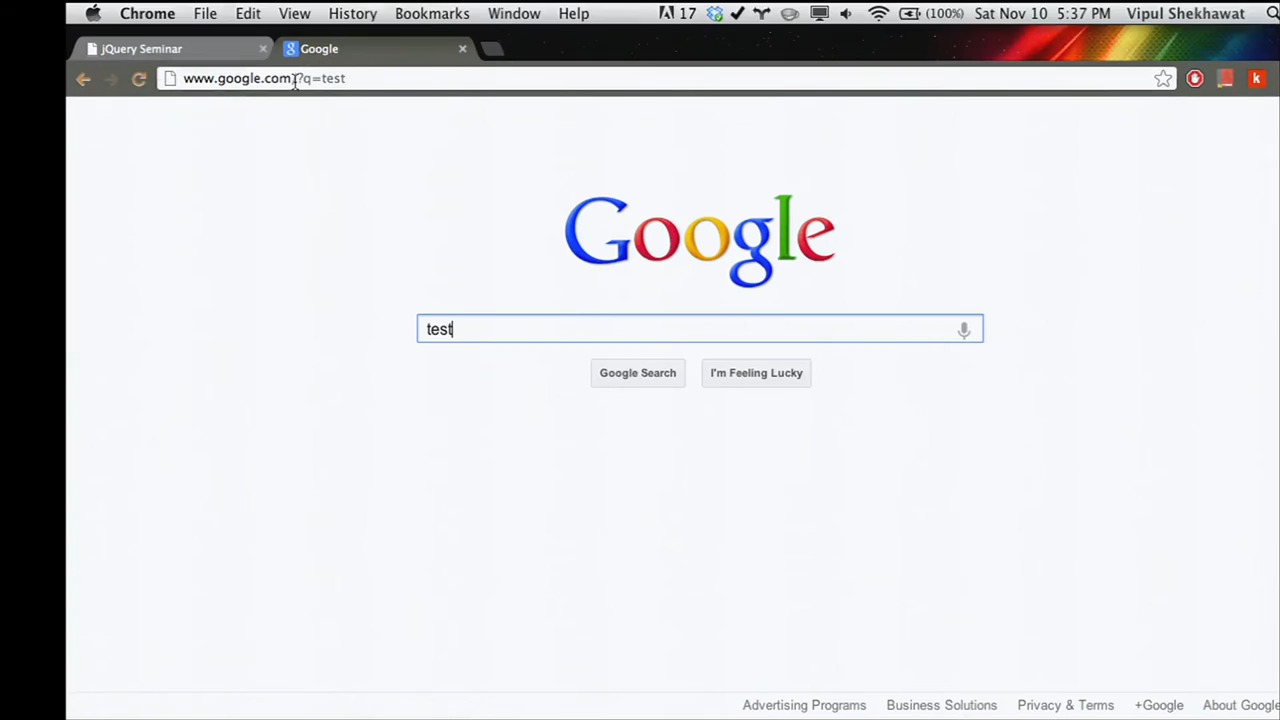 Chrome File Edit View History Bookmarks Window Help 17 (100%) Sat Nov 10 5:37 PM Vipul Shekhawat
jQuery Seminar Google
www.google.com/?q=test k
Google
test
Google Search I'm Feeling Lucky
Advertising Programs Business Solutions Privacy & Terms +Google About Google